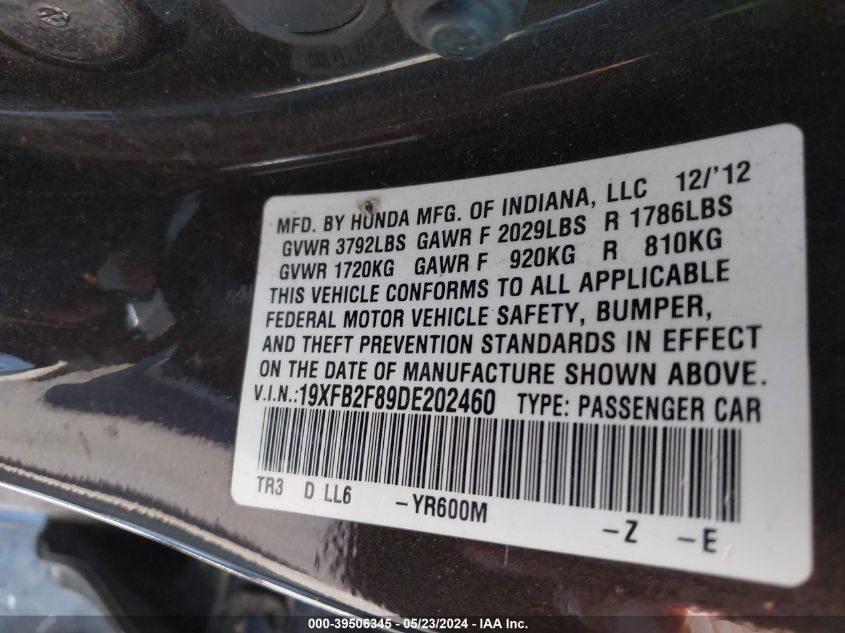 MFD. BY HONDA MFG. OF INDIANA, LLC 12/'12
GVWR 3792LBS GAWR F 2029LBS R 1786LBS
GVWR 1720KG GAWR F 920KG R 810KG
THIS VEHICLE CONFORMS TO ALL APPLICABLE
FEDERAL MOTOR VEHICLE SAFETY, BUMPER,
AND THEFT PREVENTION STANDARDS IN EFFECT
ON THE DATE OF MANUFACTURE SHOWN ABOVE.
V.I.N.:19XFB2F89DE202460 TYPE: PASSENGER CAR
TR3 D LL6 -YR600M -Z -E
000-39506345 - 05/23/2024 - IAA Inc.